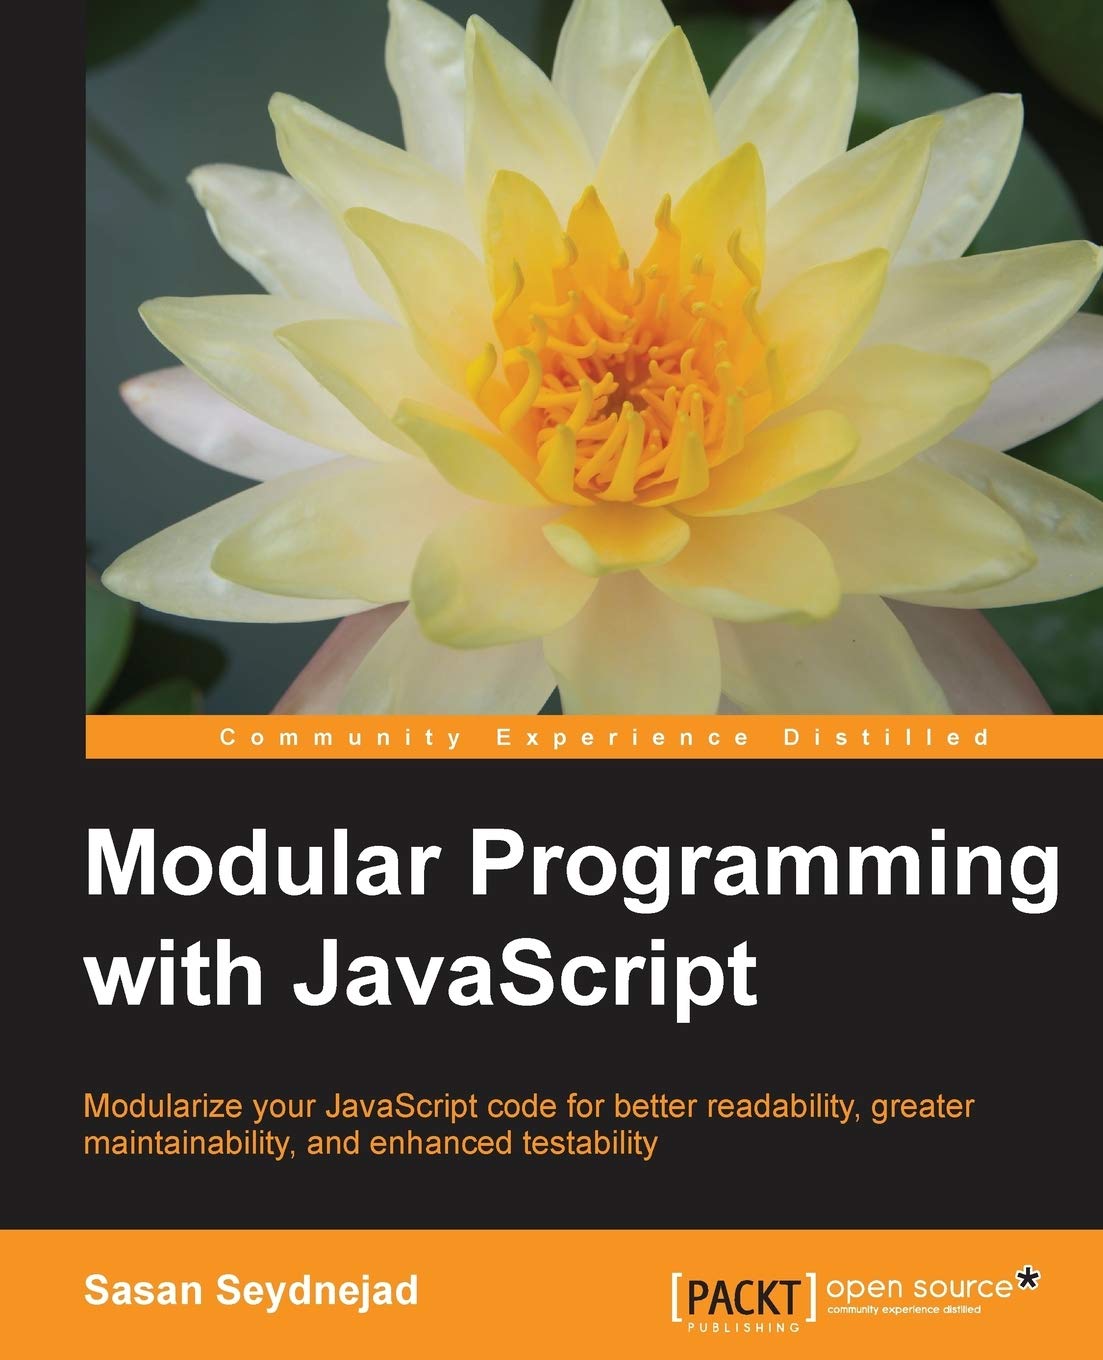 Community Experience Distilled
Modular Programming
with JavaScript
Modularize your JavaScript code for better readability, greater
maintainability, and enhanced testability
Sasan Seydnejad
[PACKT]
PUBLISHING
open source*
community experience distilled